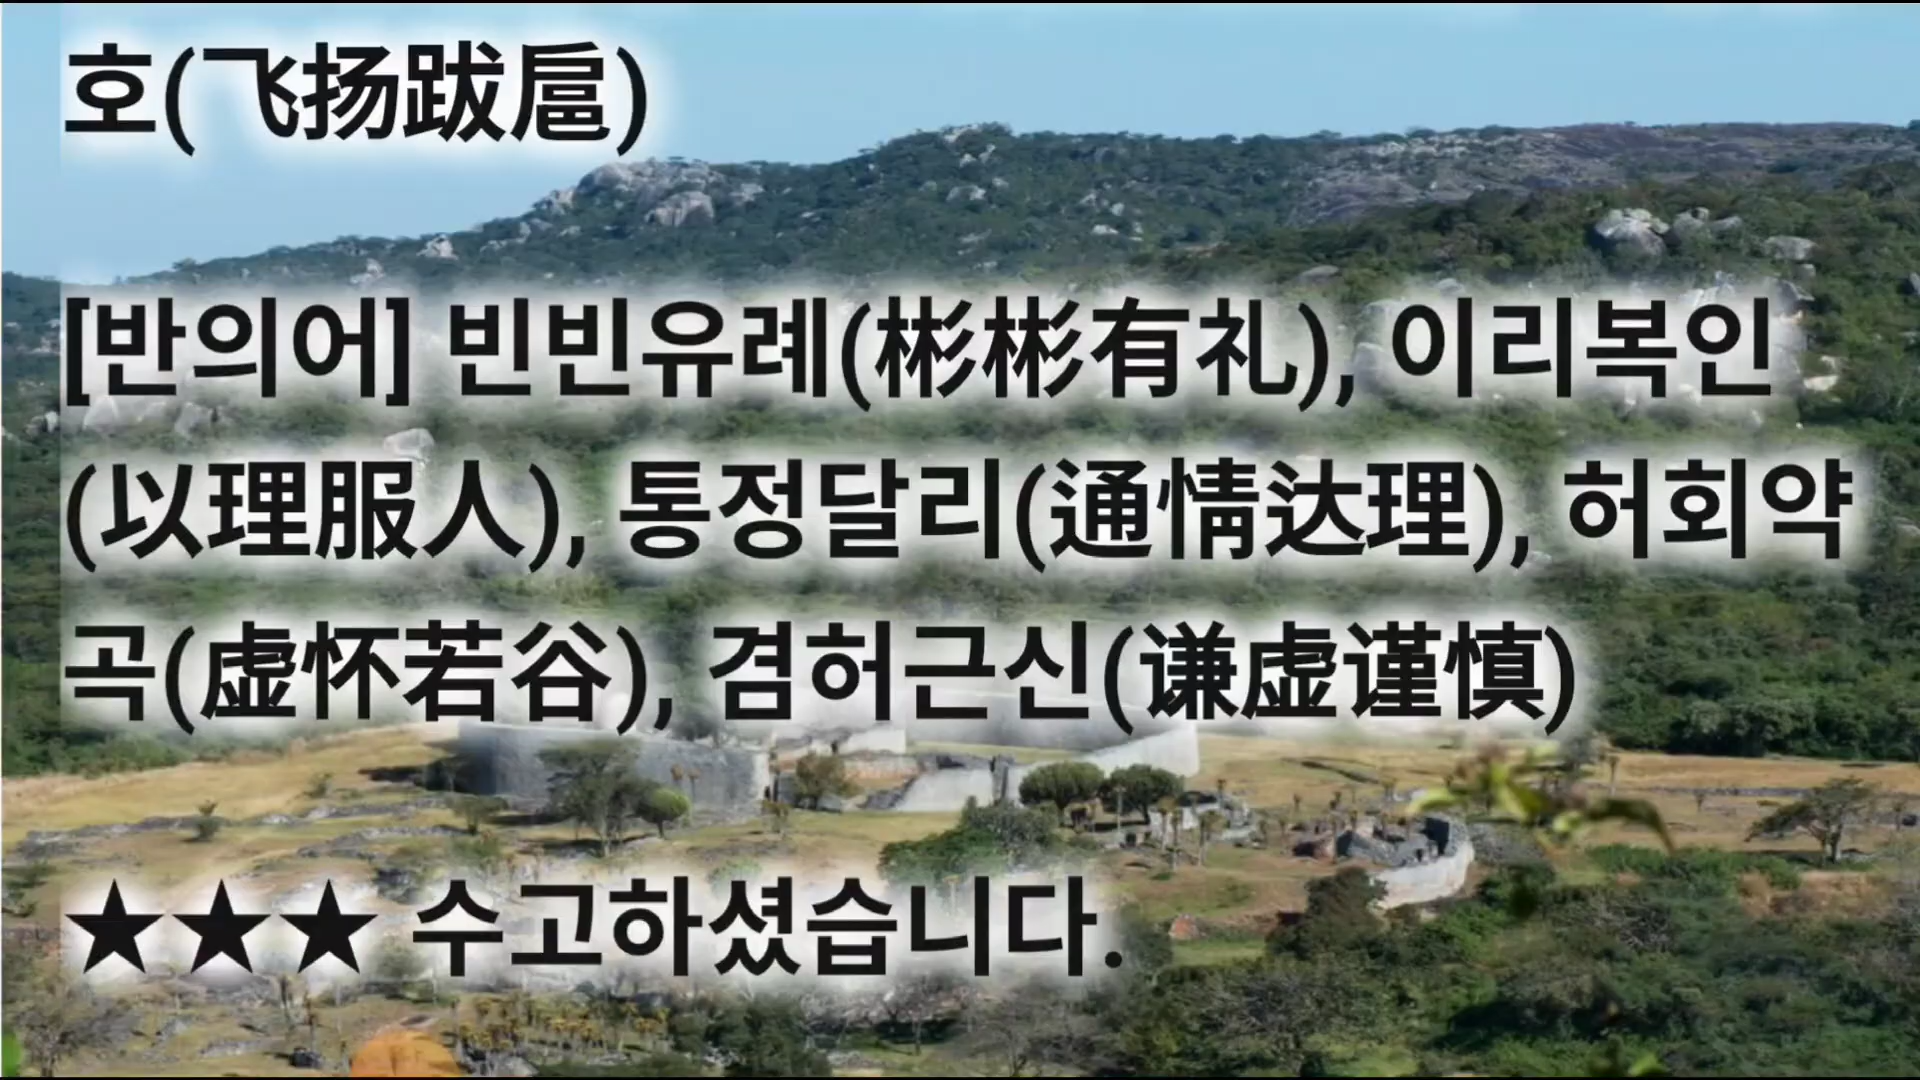 호(飞扬跋扈)
[반의어] 빈빈유례(彬彬有礼), 이리복인
(以理服人), 통정달리(通情达理), 허회약
곡(虚怀若谷), 겸허근신(谦虚谨慎)
★★★ 수고하셨습니다.